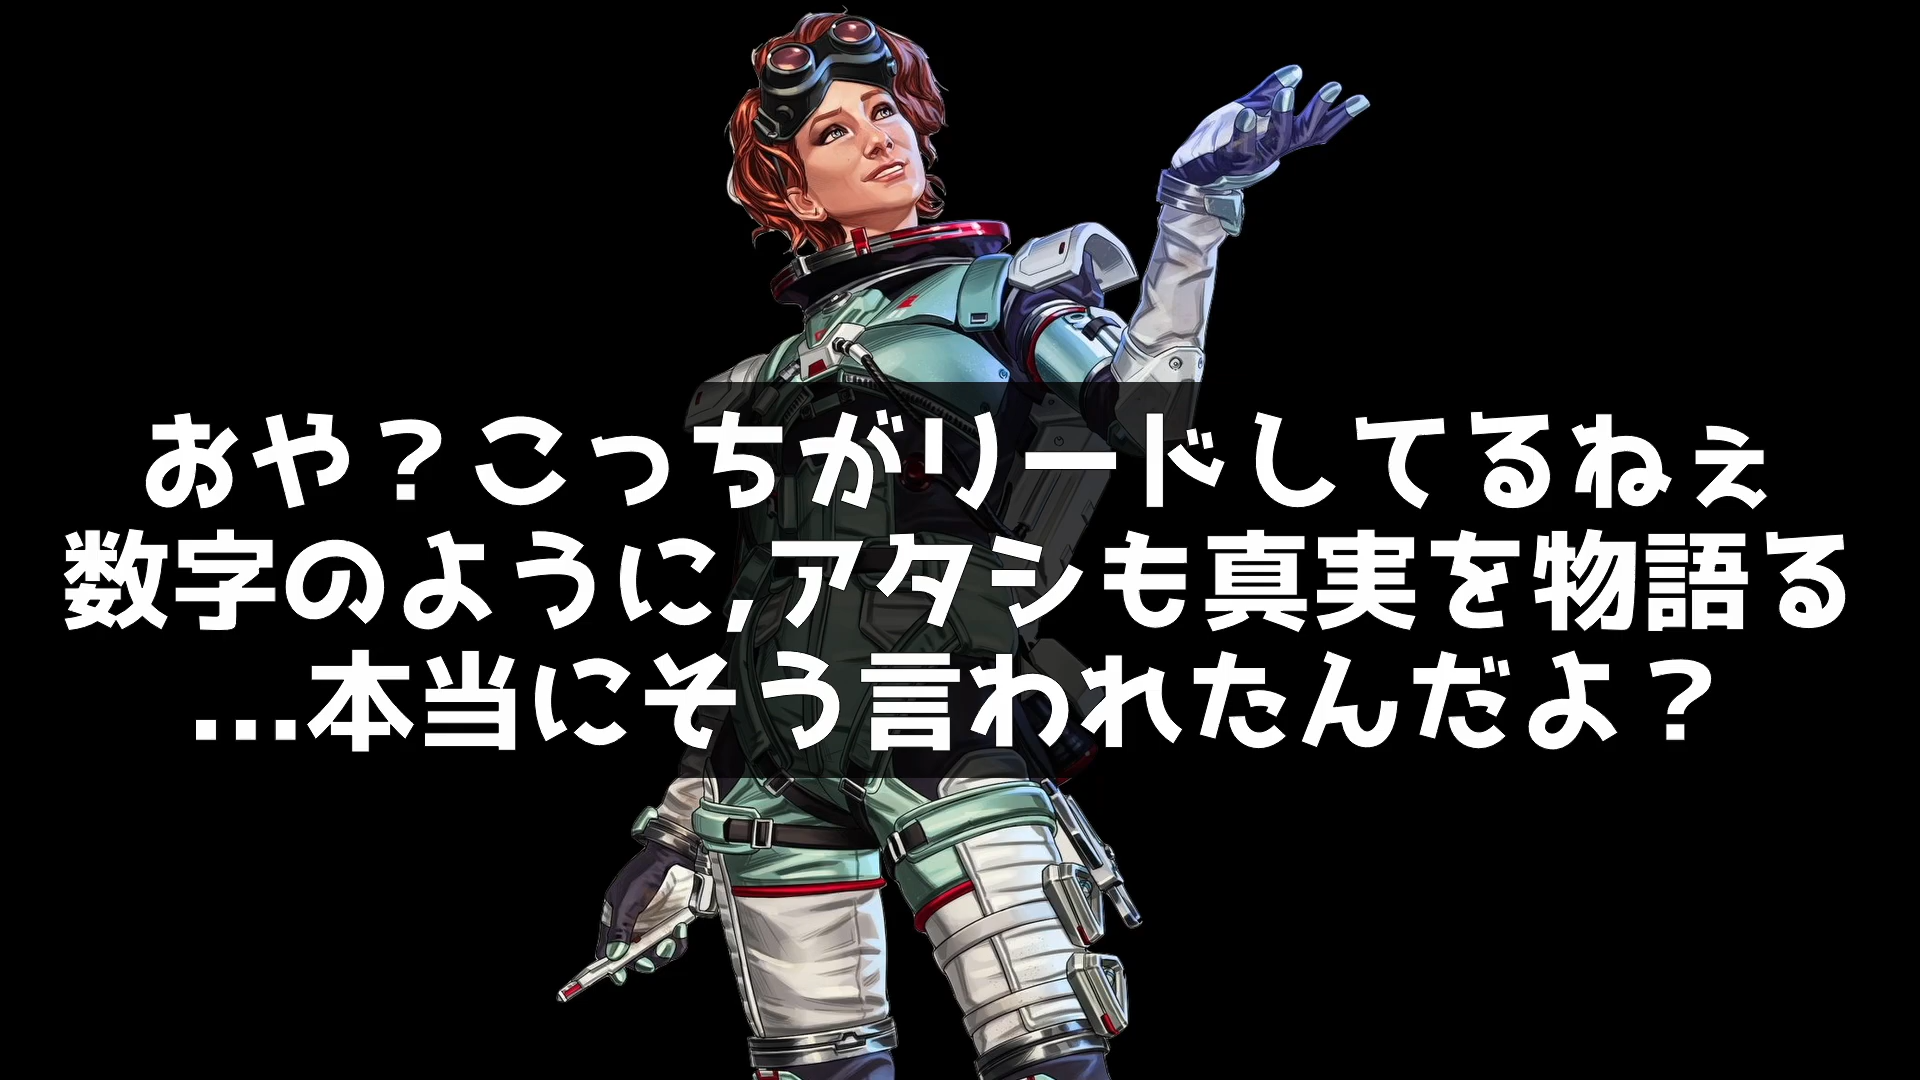 おや？こっちがリードしてるねぇ
数字のように,アタシも真実を物語る
…本当にそう言われたんだよ？